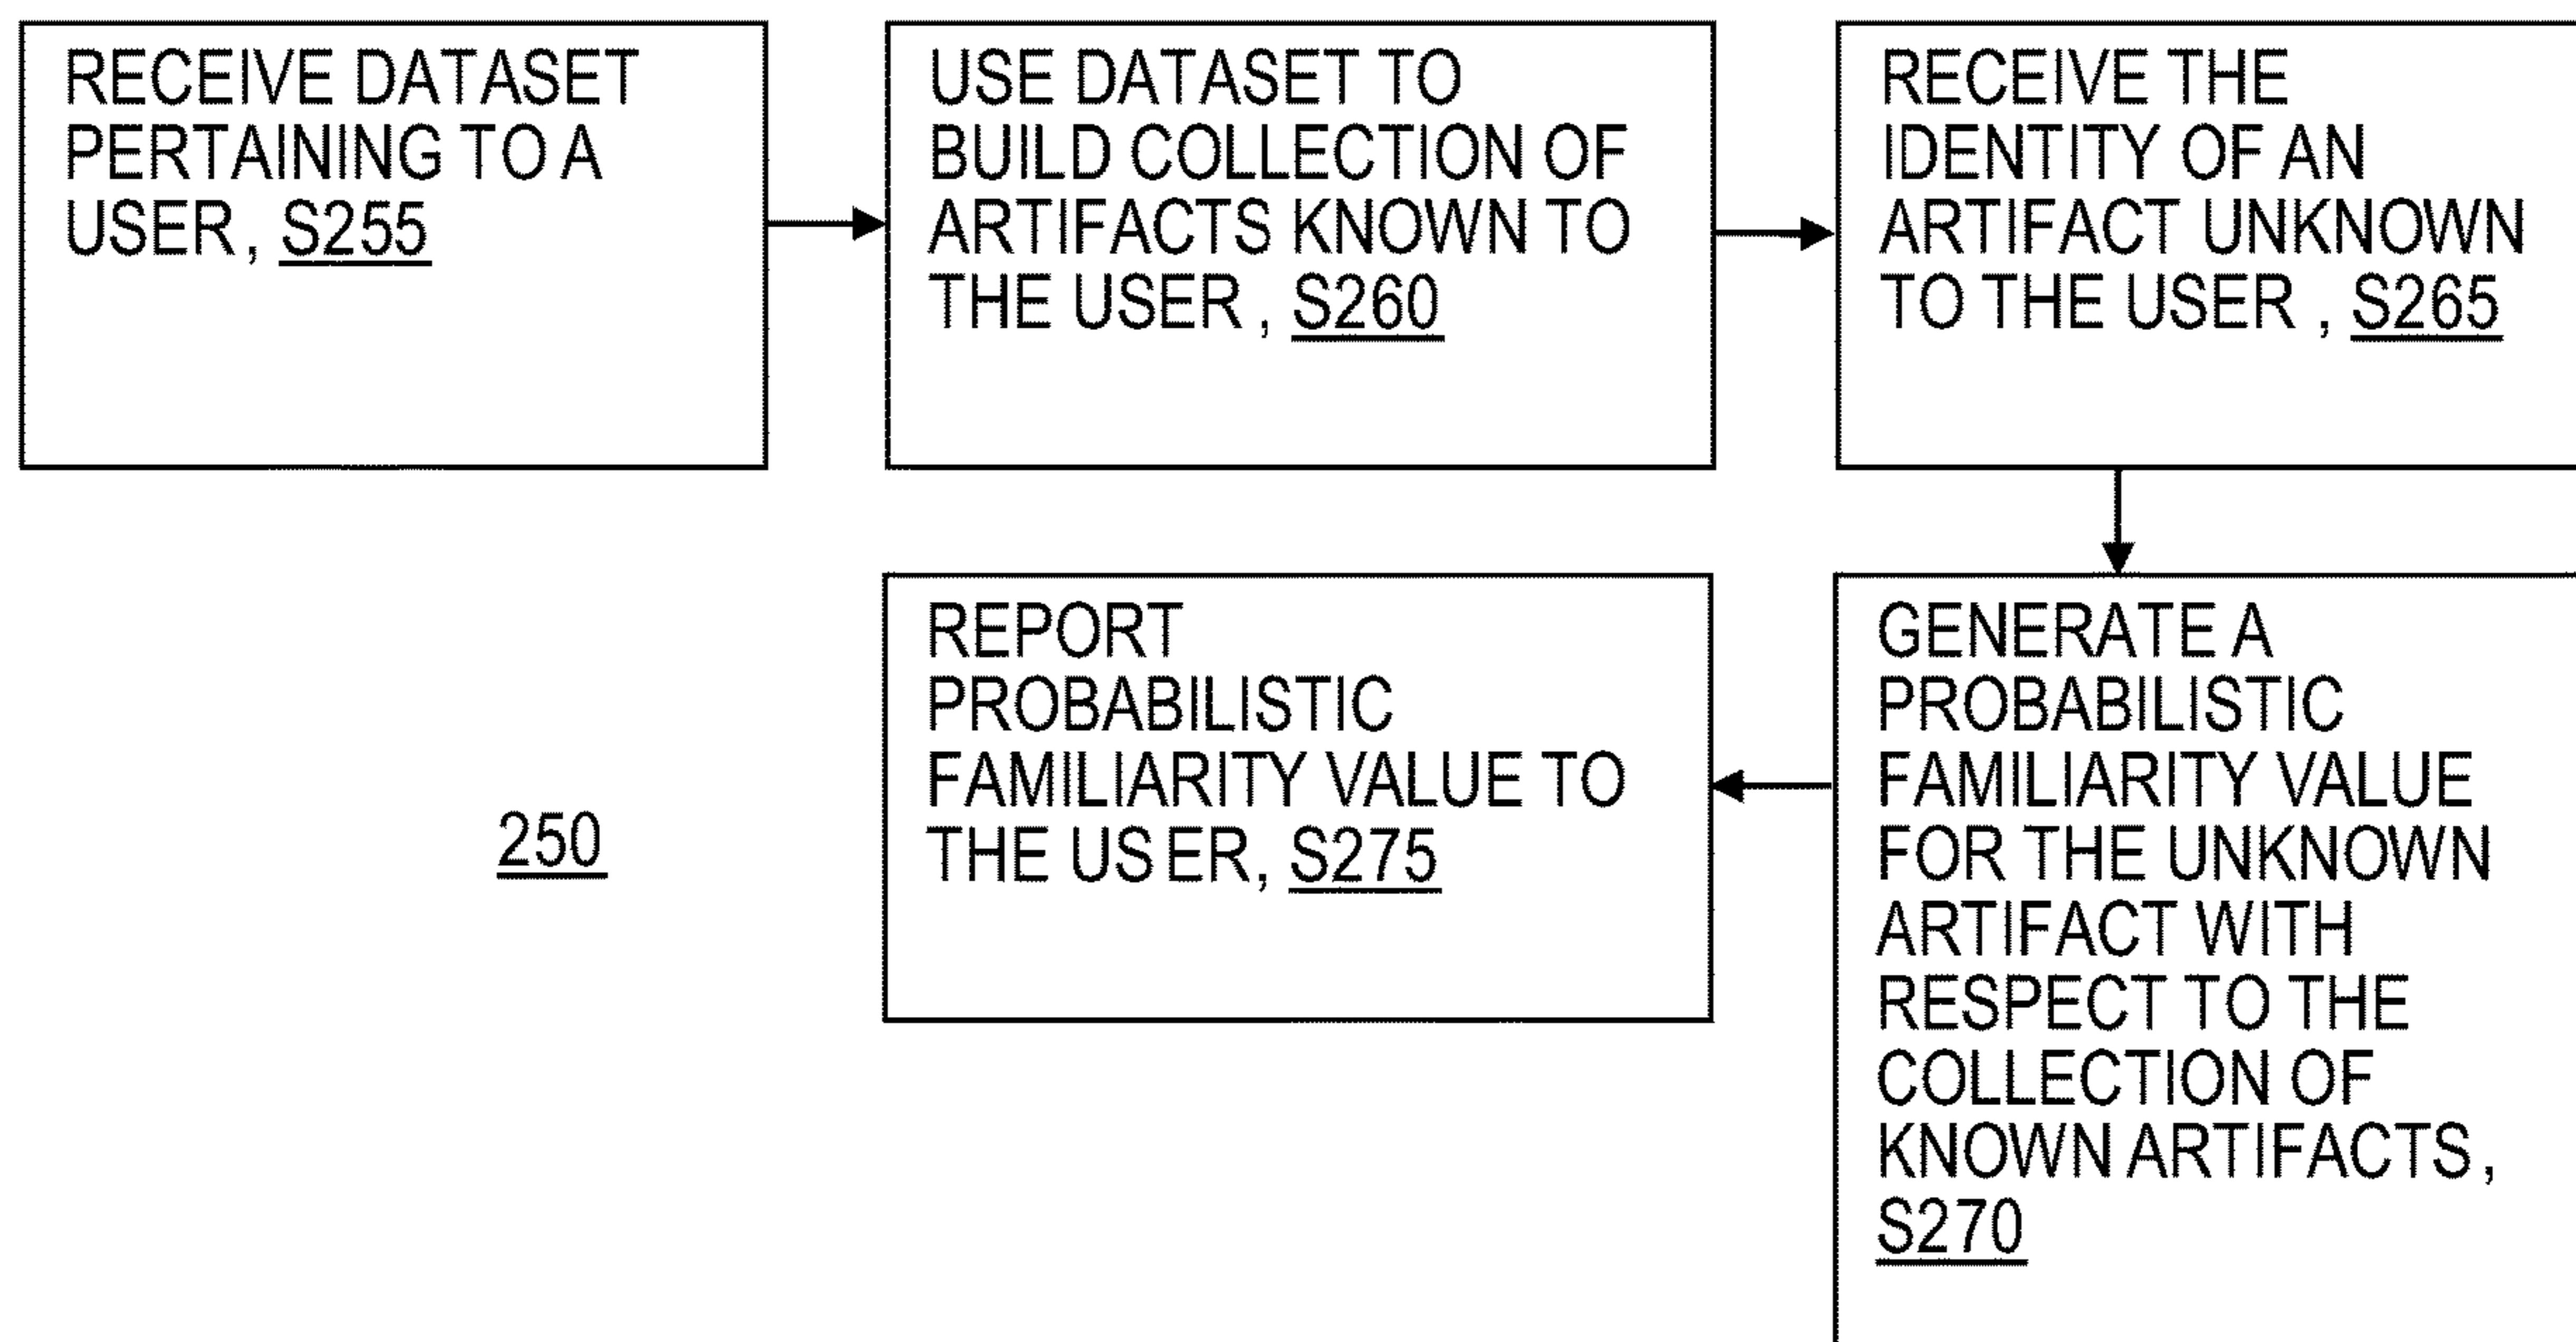 RECEIVE DATASET
PERTAINING TO A
USER, S255
USE DATASET TO
BUILD COLLECTION OF
ARTIFACTS KNOWN TO
THE USER, S260
RECEIVE THE
IDENTITY OF AN
ARTIFACT UNKNOWN
TO THE USER, S265
GENERATE A
PROBABILISTIC
FAMILIARITY VALUE
FOR THE UNKNOWN
ARTIFACT WITH
RESPECT TO THE
COLLECTION OF
KNOWN ARTIFACTS,
S270
REPORT
PROBABILISTIC
FAMILIARITY VALUE TO
THE USER, S275
250